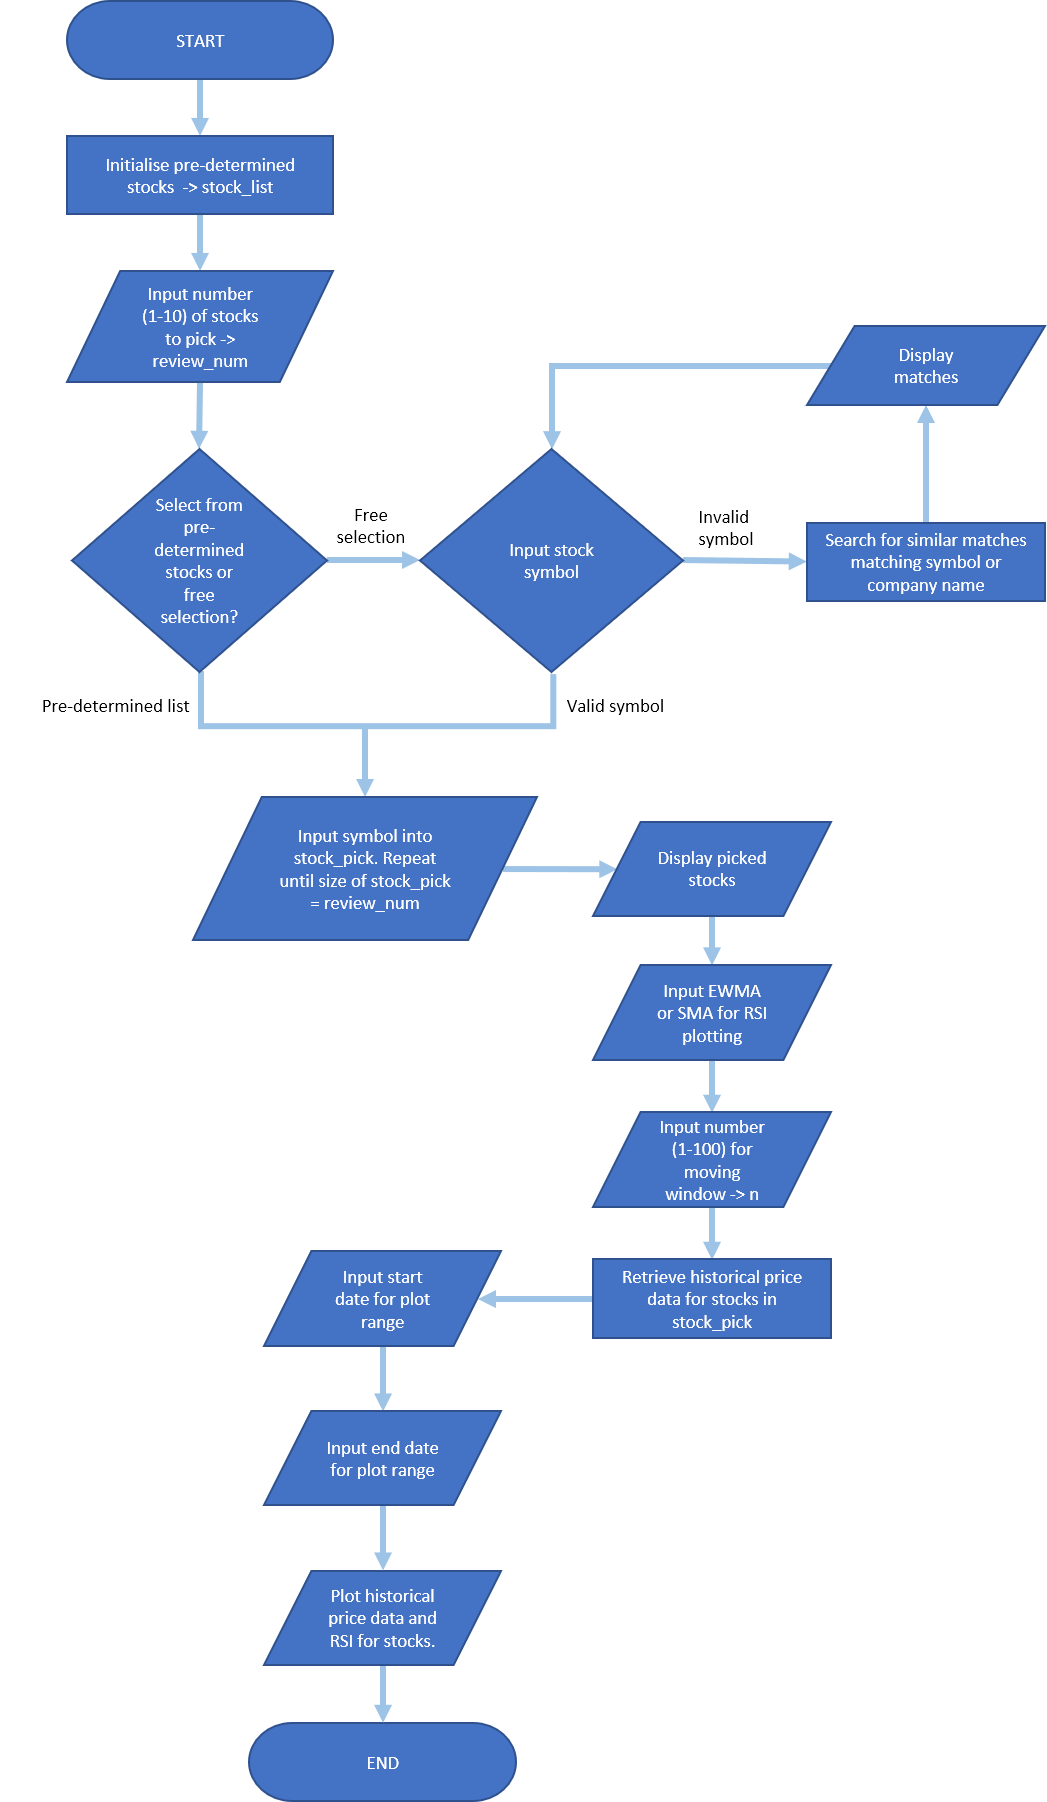 START
Initialise pre-determined
stocks -> stock_list
Input number
(1-10) of stocks
to pick ->
review_num
Display
matches
Select from
pre-
determined
stocks or
free
selection?
Free
selection
Input stock
symbol
Invalid
symbol
Search for similar matches
matching symbol or
company name
Pre-determined list
Valid symbol
Input symbol into
stock_pick. Repeat
until size of stock_pick
= review_num
Display picked
stocks
Input EWMA
or SMA for RSI
plotting
Input number
(1-100) for
moving
window -> n
Retrieve historical price
data for stocks in
stock_pick
Input start
date for plot
range
Input end date
for plot range
Plot historical
price data and
RSI for stocks.
END